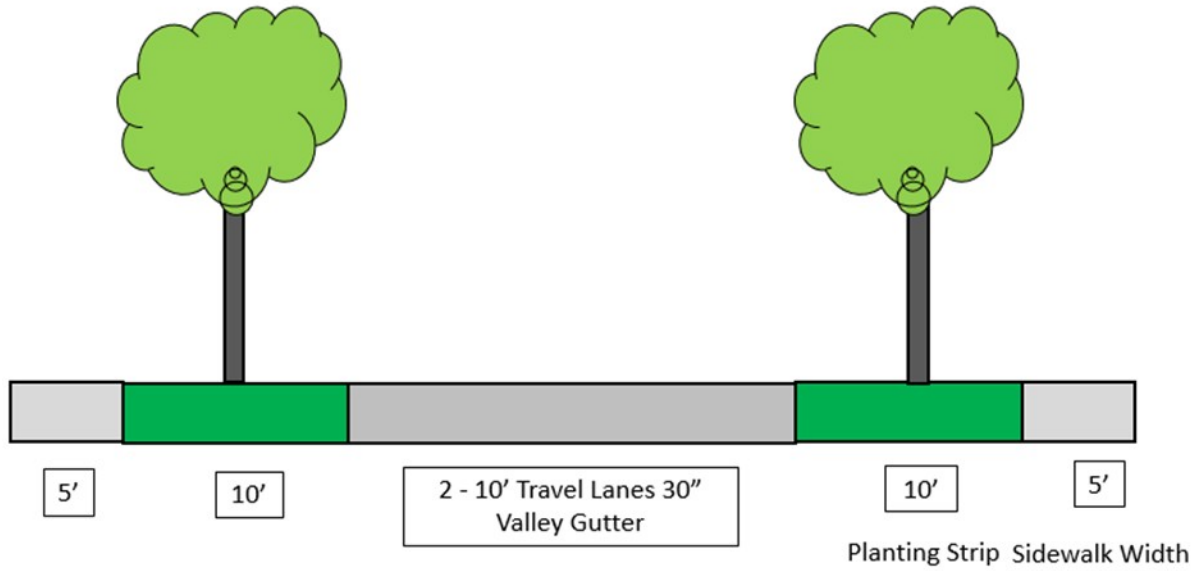 5’
10’
2 - 10’ Travel Lanes 30”
Valley Gutter
10’
5’
Planting Strip
Sidewalk Width